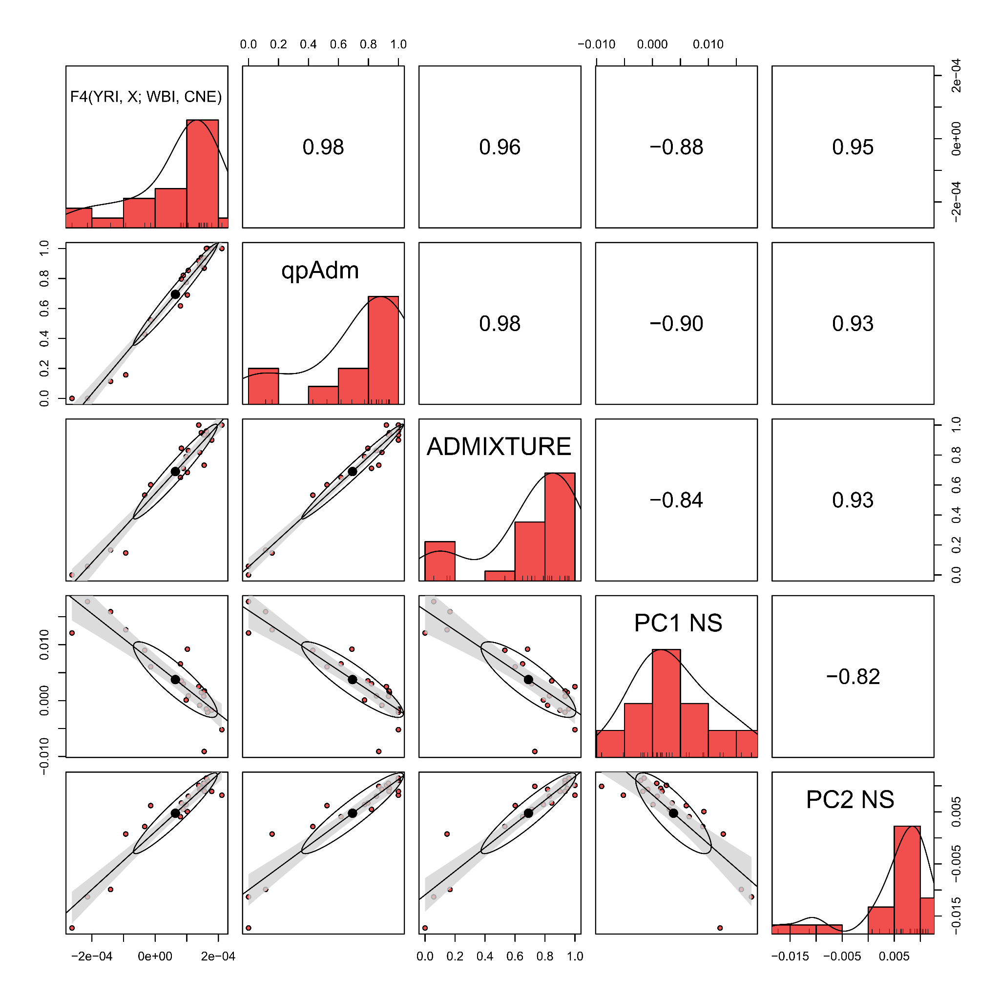 0.0 0.2 0.4 0.6 0.8 1.0
−0.010 0.000 0.010
F4(YRI, X; WBI, CNE)
0.98
0.96
−0.88
0.95
−2e−04 0e+00 2e−04
0.0 0.2 0.4 0.6 0.8 1.0
qpAdm
0.98
−0.90
0.93
ADMIXTURE
−0.84
0.93
0.0 0.2 0.4 0.6 0.8 1.0
−0.010 0.000 0.010
PC1 NS
−0.82
PC2 NS
−0.015 −0.005 0.005
−2e−04 0e+00 2e−04
0.0 0.2 0.4 0.6 0.8 1.0
−0.015 −0.005 0.005